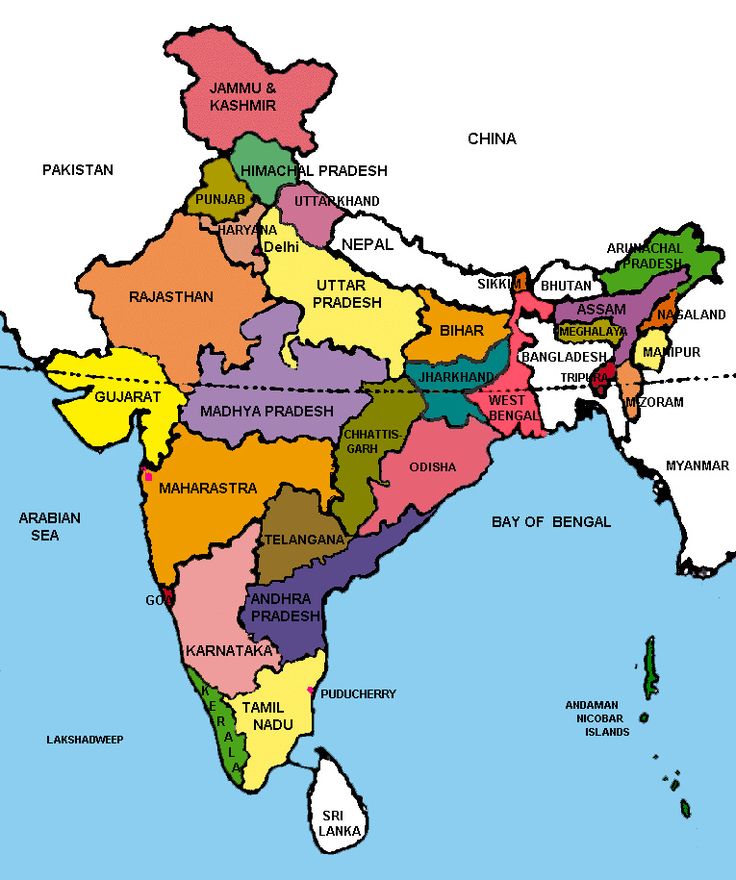 JAMMU &
KASHMIR
CHINA
PAKISTAN
HIMACHAL PRADESH
PUNJAB
UTTARKHAND
HARYANA
Delhi
NEPAL
ARUNACHAL
PRADESH
SIKKIM
BHUTAN
UTTAR
PRADESH
RAJASTHAN
ASSAM
NAGALAND
BIHAR
MEGHALAYA
MANIPUR
BANGLADESH
JHARKHAND
TRIPURA
GUJARAT
WEST
BENGAL
MIZORAM
MADHYA PRADESH
CHHATTIS-
GARH
ODISHA
MYANMAR
MAHARASTRA
ARABIAN
SEA
BAY OF BENGAL
TELANGANA
GOA
ANDHRA
PRADESH
KARNATAKA
KERALA
PUDUCHERRY
TAMIL
NADU
ANDAMAN
NICOBAR
ISLANDS
LAKSHADWEEP
SRI
LANKA